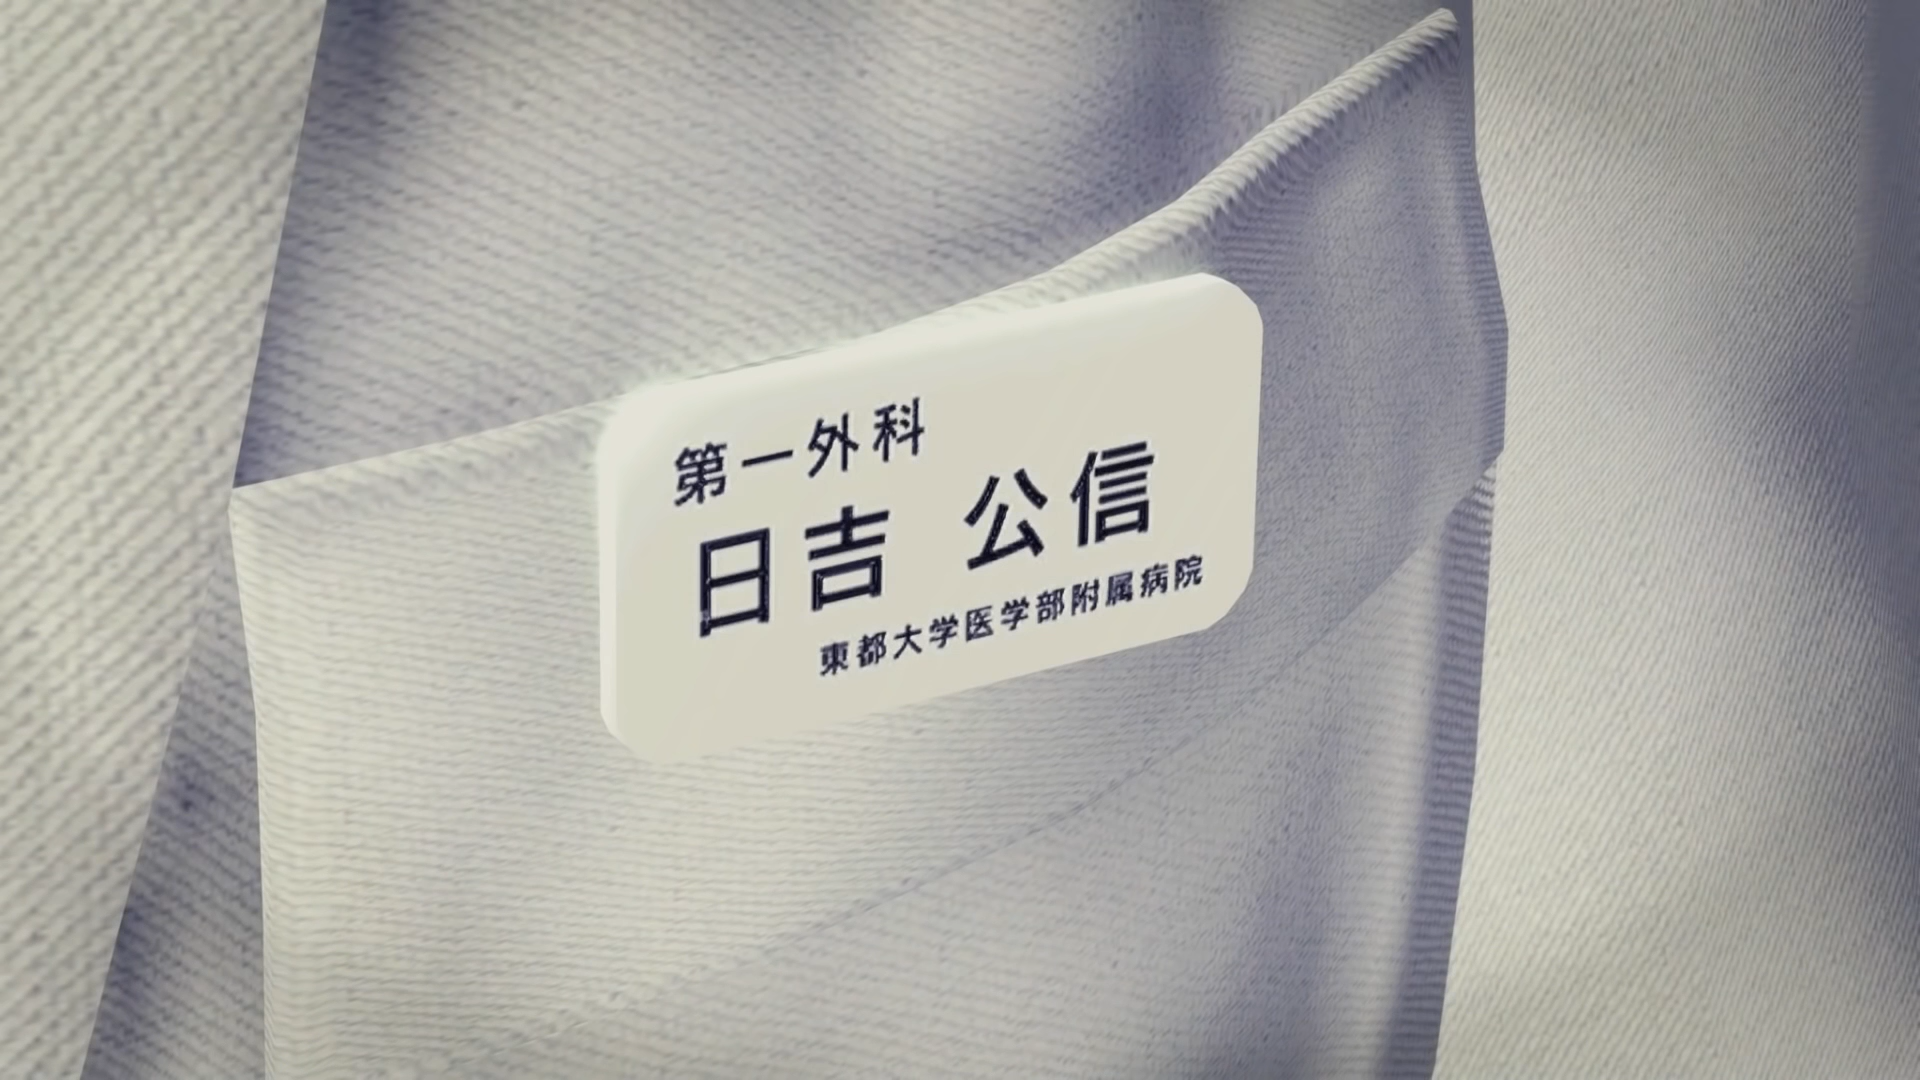 第一外科
日吉 公信
東都大学医学部附属病院